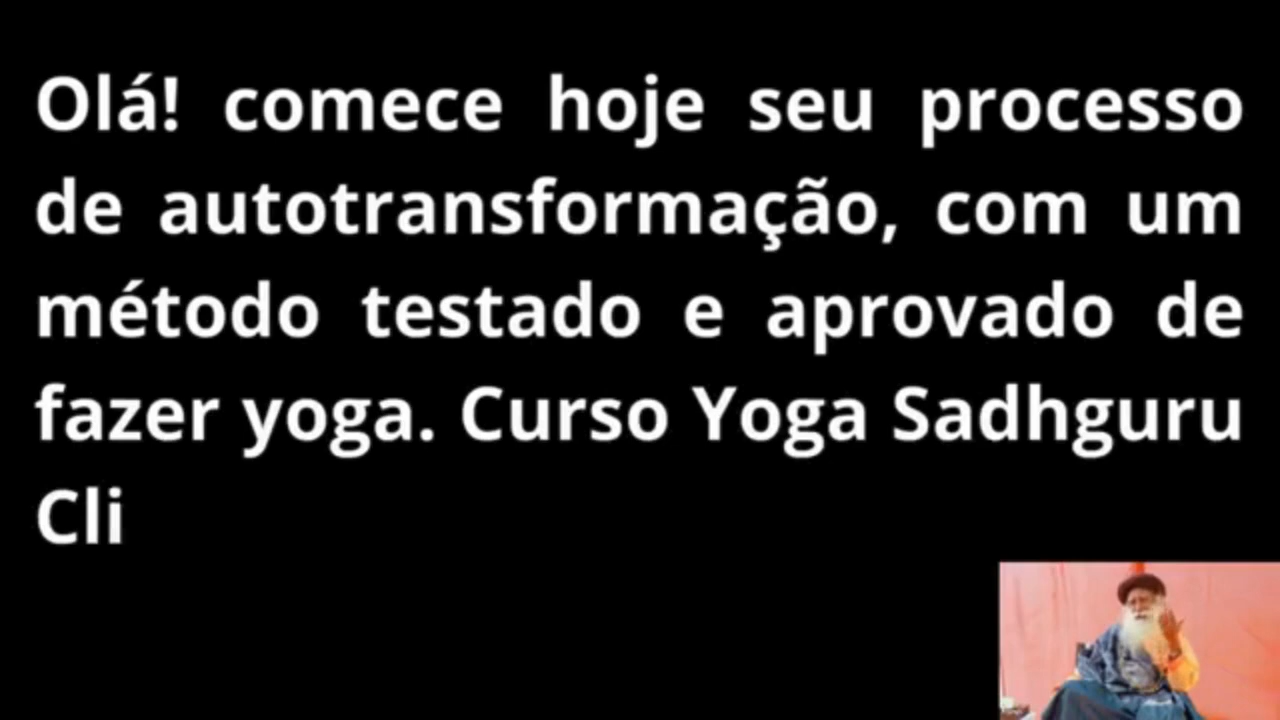 Olá! comece hoje seu processo
de autotransformação, com um
método testado e aprovado de
fazer yoga. Curso Yoga Sadhguru
Cli